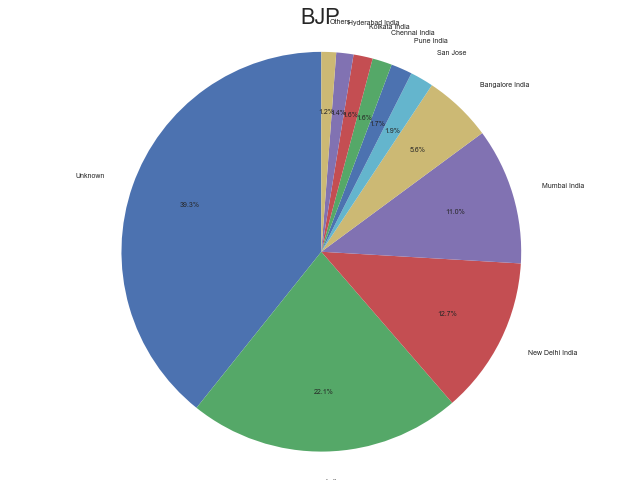 BJP
Others
Hyderabad India
Kolkata India
Chennai India
Pune India
San Jose
Bangalore India
Mumbai India
New Delhi India
Unknown
1.2%
1.4%
1.6%
1.6%
1.7%
1.9%
5.6%
11.0%
12.7%
22.1%
39.3%